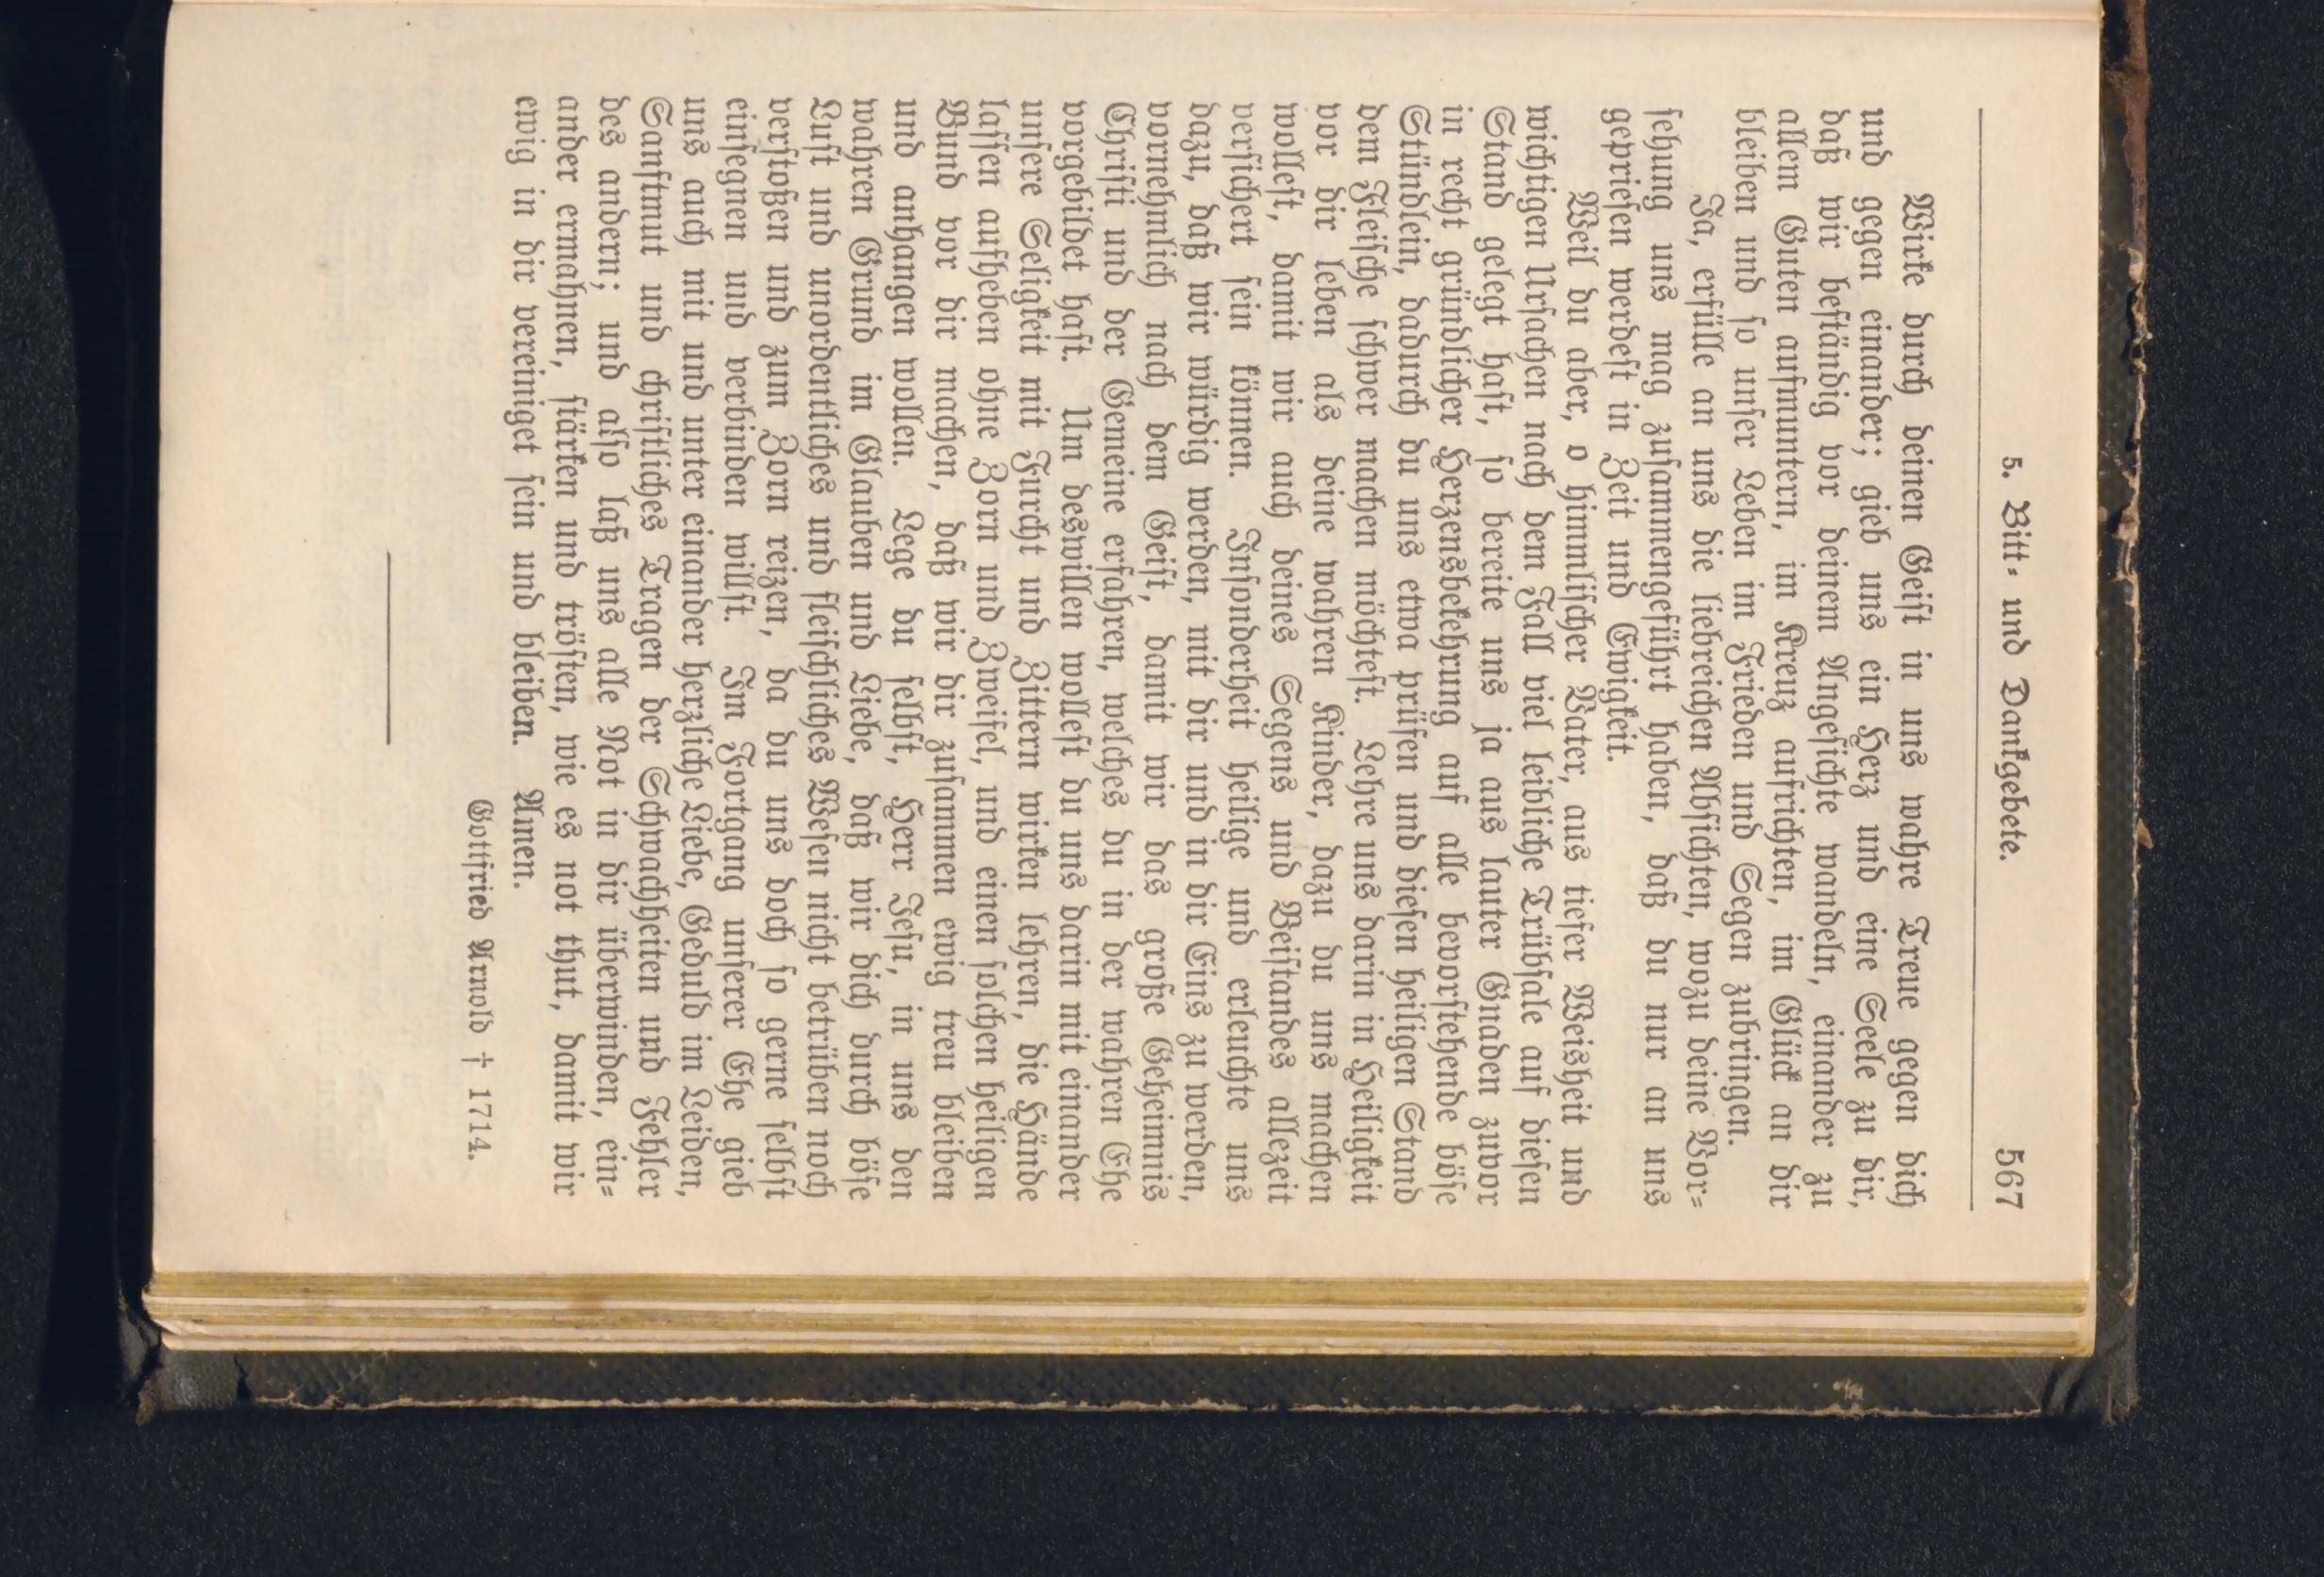 5. Bitt- und Dankgebete. 567
Wirke durch deinen Geist in uns wahre Treue gegen dich
und gegen einander; gieb uns ein Herz und eine Seele zu dir,
daß wir beständig vor deinem Angesichte wandeln, einander zu
allem Guten aufmuntern, im Kreuz aufrichten, im Glück an dir
bleiben und so unser Leben im Frieden und Segen zubringen.
Ja, erfülle an uns die liebreichen Absichten, wozu deine Vor-
sehung uns mag zusammengeführt haben, daß du nur an uns
gepriesen werdest in Zeit und Ewigkeit.
Weil du aber, o himmlischer Vater, aus tiefer Weisheit und
wichtigen Ursachen nach dem Fall viel leibliche Trübsale auf diesen
Stand gelegt hast, so bereite uns ja aus lauter Gnaden zuvor
in recht gründlicher Herzensbekehrung auf alle bevorstehende böse
Stündlein, dadurch du uns etwa prüfen und diesen heiligen Stand
dem Fleische schwer machen möchtest. Lehre uns darin in Heiligkeit
vor dir leben als deine wahren Kinder, dazu du uns machen
wollest, damit wir auch deines Segens und Beistandes allezeit
versichert sein können. Insonderheit heilige und erleuchte uns
dazu, daß wir würdig werden, mit dir und in dir Eins zu werden,
vornehmlich nach dem Geist, damit wir das große Geheimnis
Christi und der Gemeine erfahren, welches du in der wahren Ehe
vorgebildet hast. Um deswillen wollest du uns darin mit einander
unsere Seligkeit mit Furcht und Zittern wirken lehren, die Hände
lassen aufheben ohne Zorn und Zweifel, und einen solchen heiligen
Bund vor dir machen, daß wir dir zusammen ewig treu bleiben
und anhangen wollen. Lege du selbst, Herr Jesu, in uns den
wahren Grund im Glauben und Liebe, daß wir dich durch böse
Lust und unordentliches und fleischliches Wesen nicht betrüben noch
verstoßen und zum Zorn reizen, da du uns doch so gerne selbst
einsegnen und verbinden willst. Im Fortgang unserer Ehe gieb
uns auch mit und unter einander herzliche Liebe, Geduld im Leiden,
Sanftmut und christliches Tragen der Schwachheiten und Fehler
des andern; und also laß uns alle Not in dir überwinden, ein-
ander ermahnen, stärken und trösten, wie es not thut, damit wir
ewig in dir vereiniget sein und bleiben. Amen.
Gottfried Arnold † 1714.